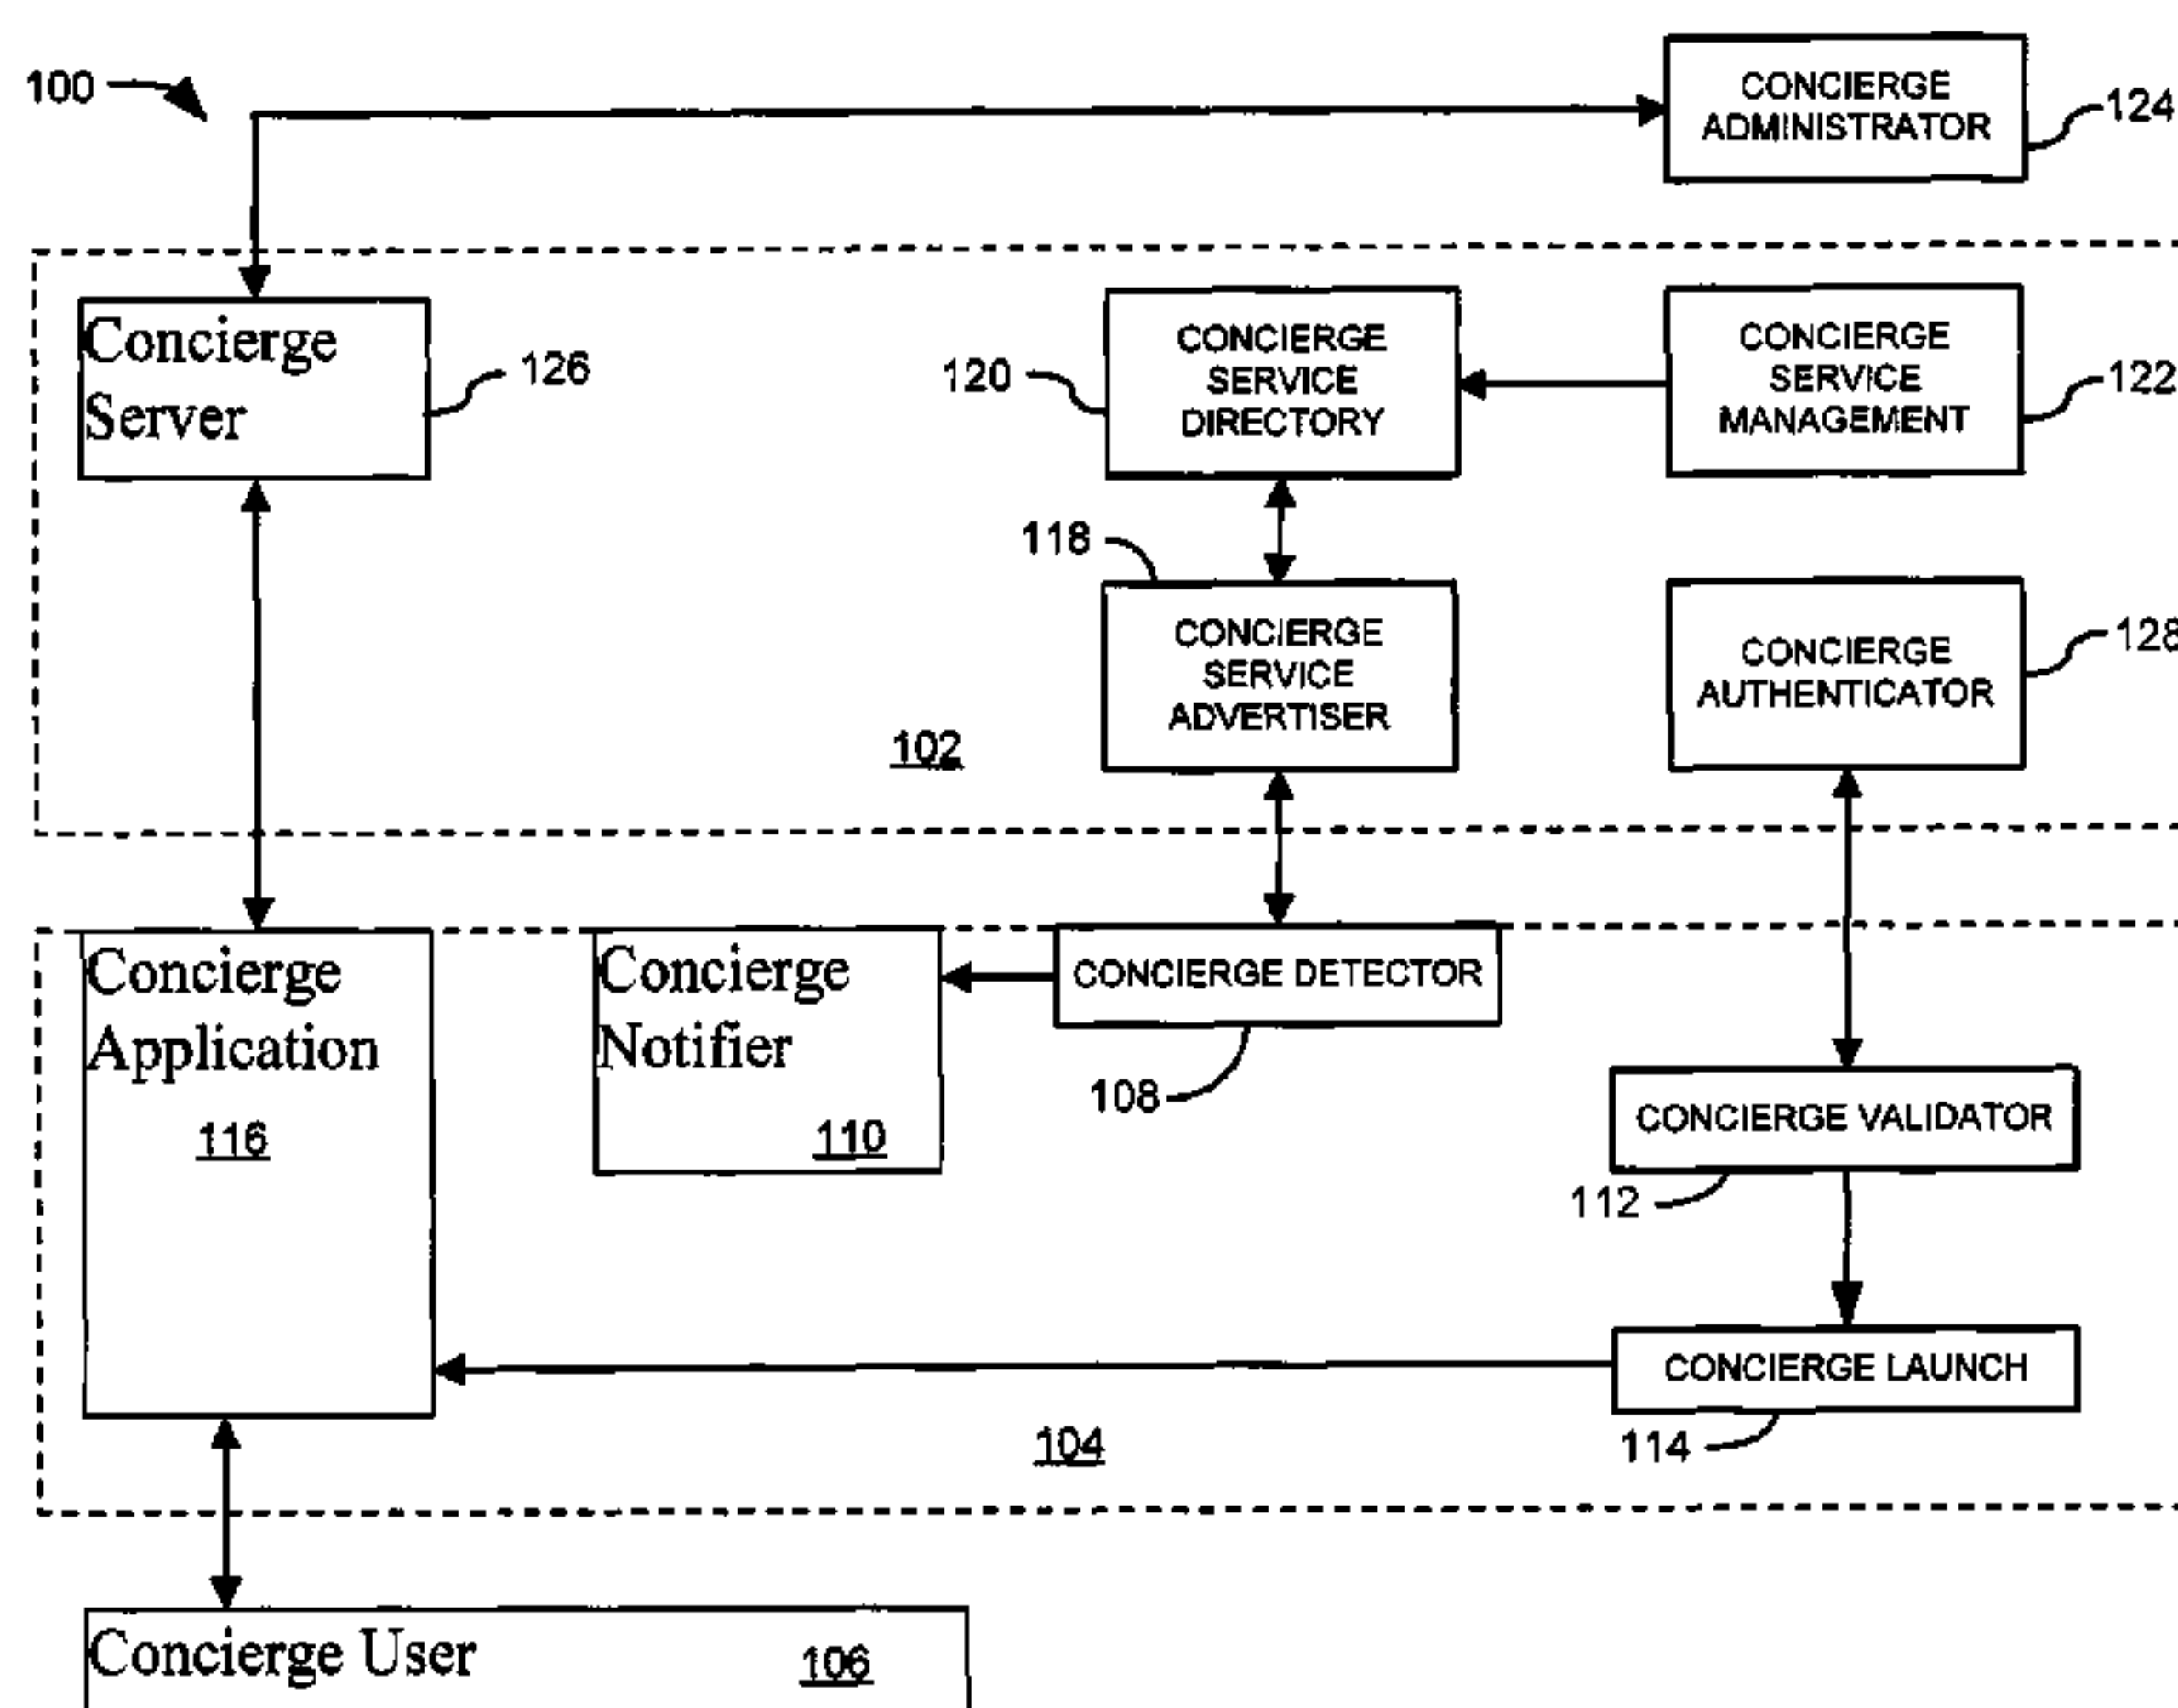 100
CONCIERGE
ADMINISTRATOR
124
Concierge
Server
126
120
CONCIERGE
SERVICE
DIRECTORY
CONCIERGE
SERVICE
MANAGEMENT
122
118
CONCIERGE
SERVICE
ADVERTISER
CONCIERGE
AUTHENTICATOR
128
102
Concierge
Application
116
Concierge
Notifier
110
CONCIERGE DETECTOR
108
CONCIERGE VALIDATOR
112
CONCIERGE LAUNCH
114
104
Concierge User
106